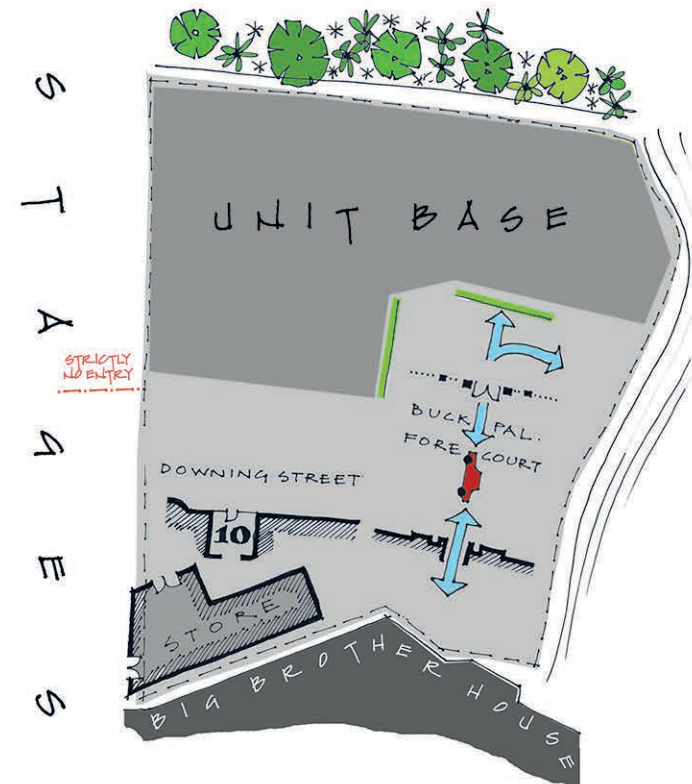 STAGES
UNIT BASE
STRICTLY
NO ENTRY
BUCK PAL.
FORE COURT
DOWNING STREET
10
STORE
BIG BROTHER HOUSE